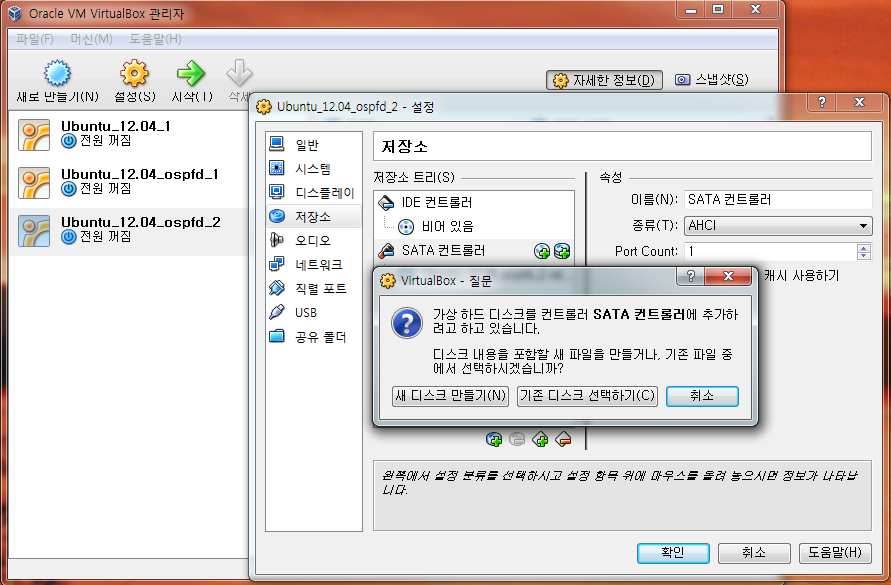 Oracle VM VirtualBox 관리자
파일(F) 머신(M) 도움말(H)
새로 만들기(N) 설정(S) 시작(T) 삭제
자세한 정보(D) 스냅샷(S)
Ubuntu_12.04_1
전원 꺼짐
Ubuntu_12.04_ospfd_1
전원 꺼짐
Ubuntu_12.04_ospfd_2
전원 꺼짐
Ubuntu_12.04_ospfd_2 - 설정
일반
시스템
디스플레이
저장소
오디오
네트워크
직렬 포트
USB
공유 폴더
저장소
저장소 트리(S)
IDE 컨트롤러
비어 있음
SATA 컨트롤러
속성
이름(N): SATA 컨트롤러
종류(T): AHCI
Port Count: 1
캐시 사용하기
VirtualBox - 질문
가상 하드 디스크를 컨트롤러 SATA 컨트롤러에 추가하
려고 하고 있습니다.
디스크 내용을 포함할 새 파일을 만들거나, 기존 파일 중
에서 선택하시겠습니까?
새 디스크 만들기(N) 기존 디스크 선택하기(C) 취소
왼쪽에서 설정 분류를 선택하시고 설정 항목 위에 마우스를 올려 놓으시면 정보가 나타납
니다.
확인 취소 도움말(H)